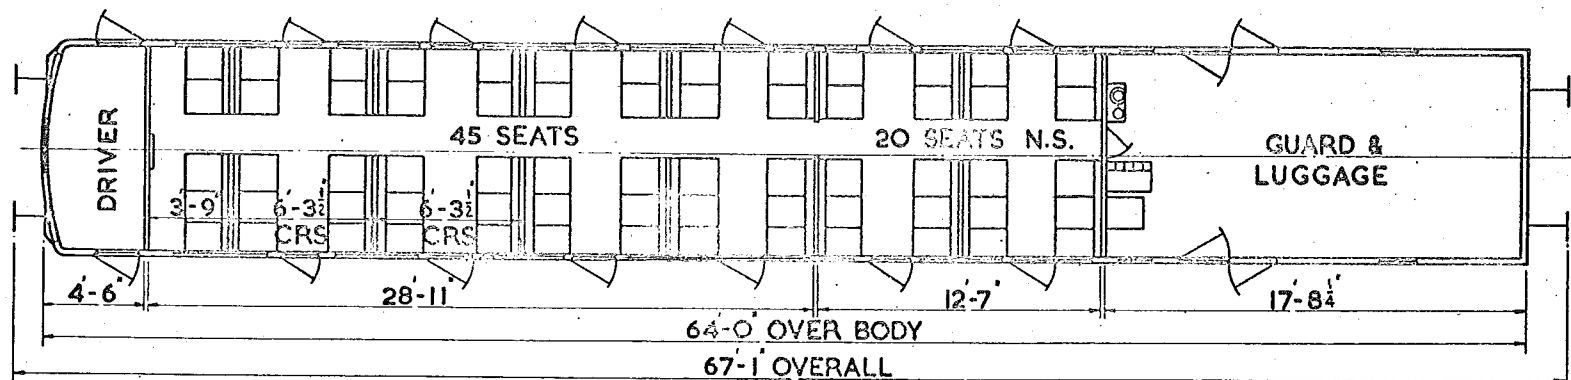 DRIVER
45 SEATS
20 SEATS N.S.
GUARD &
LUGGAGE
3'-9"
6'-3½"
CRS
6'-3½"
CRS
4'-6"
28'-11"
12'-7"
17'-8¼"
64'-0" OVER BODY
67'-1" OVERALL